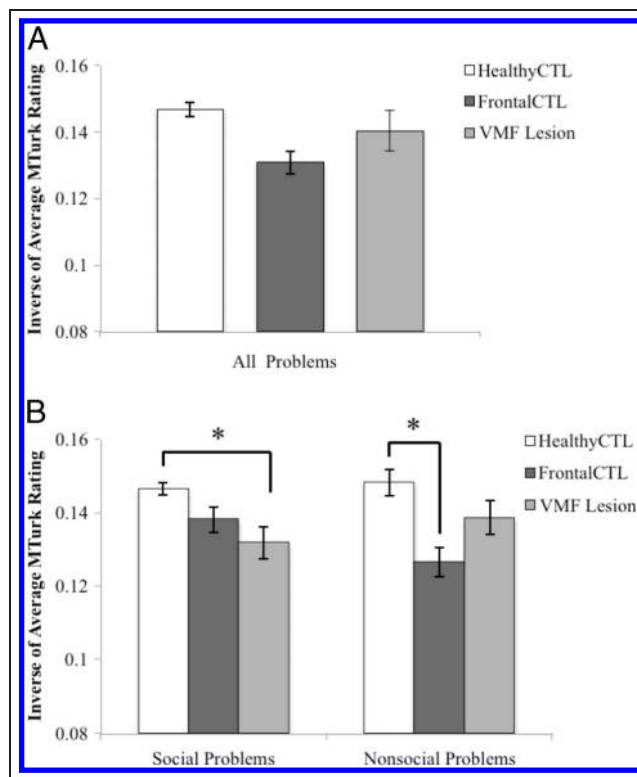 A
Inverse of Average MTurk Rating
0.16
0.14
0.12
0.1
0.08
HealthyCTL
FrontalCTL
VMF Lesion
All Problems
B
Inverse of Average MTurk Rating
0.16
0.14
0.12
0.1
0.08
*
*
HealthyCTL
FrontalCTL
VMF Lesion
Social Problems
Nonsocial Problems